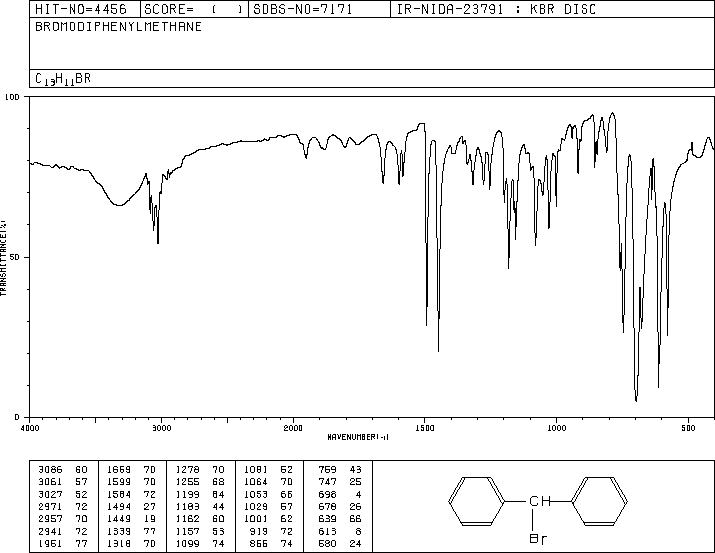 HIT-NO=4456 SCORE= ( ) SDBS-NO=7171 IR-NIDA-23791 : KBR DISC
BROMODIPHENYLMETHANE
C13H11BR
100
50
0
TRANSMITTANCE(%)
4000 3000 2000 1500 1000 500
WAVENUMBER(-1)
3086 60 1659 70 1278 70 1081 52 759 43
3061 57 1599 70 1255 68 1064 70 747 25
3027 52 1584 72 1199 64 1053 66 698 4
2971 72 1494 27 1183 44 1029 57 678 26
2957 70 1449 19 1162 60 1001 62 639 66
2941 72 1339 77 1157 53 919 72 613 8
1951 77 1318 70 1099 74 856 74 580 24
CH
Br